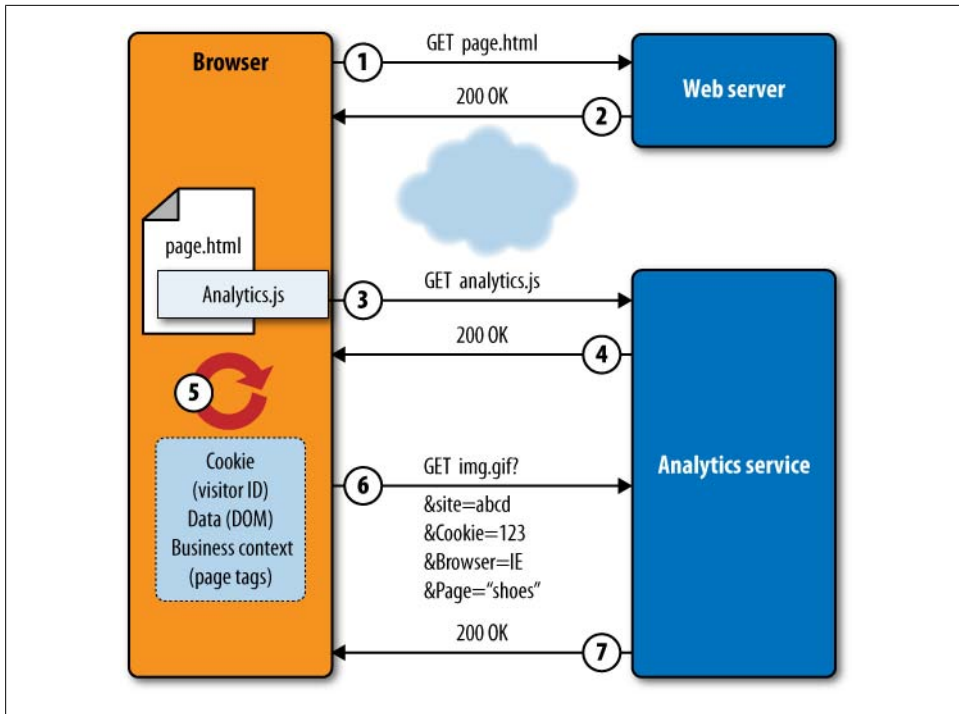 Browser
1
GET page.html
Web server
200 OK
2
page.html
Analytics.js
3
GET analytics.js
200 OK
4
5
Cookie
(visitor ID)
Data (DOM)
Business context
(page tags)
6
GET img.gif?
&site=abcd
&Cookie=123
&Browser=IE
&Page=“shoes”
Analytics service
200 OK
7